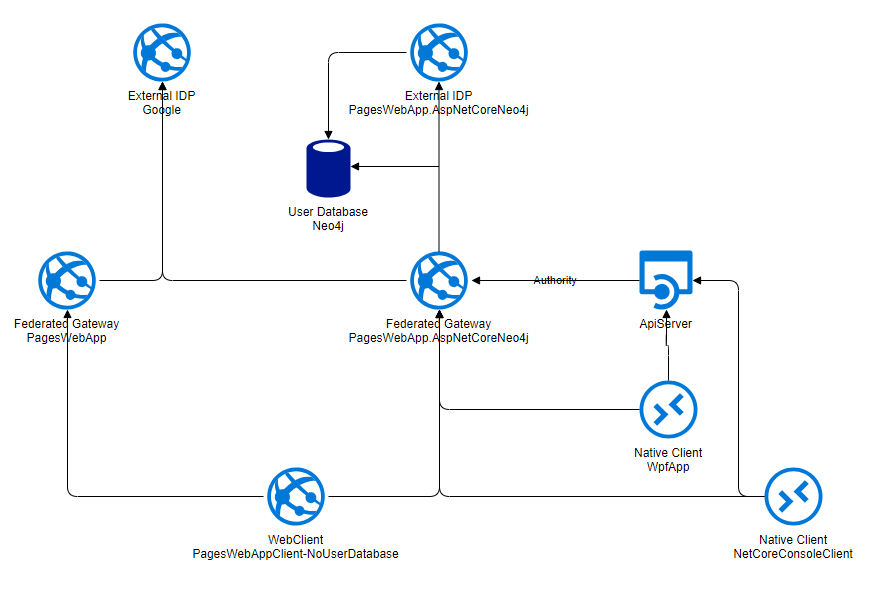 External IDP
Google
External IDP
PagesWebApp.AspNetCoreNeo4j
User Database
Neo4j
Federated Gateway
PagesWebApp
Federated Gateway
PagesWebApp.AspNetCoreNeo4j
Authority
ApiServer
Native Client
WpfApp
WebClient
PagesWebAppClient-NoUserDatabase
Native Client
NetCoreConsoleClient